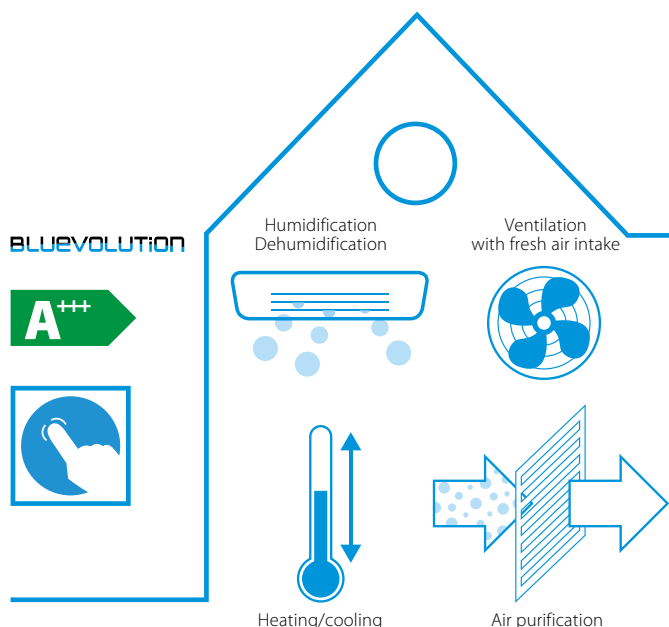 Humidification
Dehumidification
Ventilation
with fresh air intake
BLUEVOLUTION
A+++
Heating/cooling
Air purification